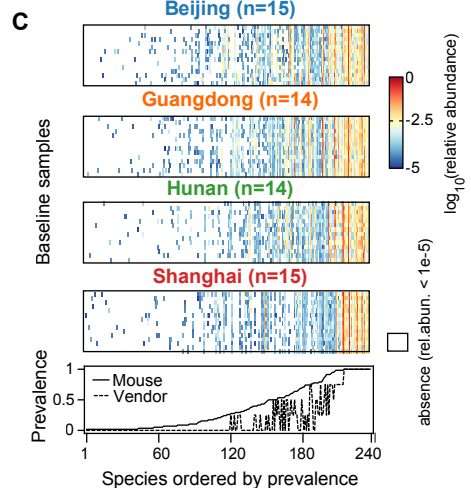 C
Beijing (n=15)
Guangdong (n=14)
Hunan (n=14)
Shanghai (n=15)
Baseline samples
0
-2.5
-5
log10(relative abundance)
absence (rel.abun. < 1e-5)
Prevalence
1
0.5
0
Mouse
Vendor
1 60 120 180 240
Species ordered by prevalence